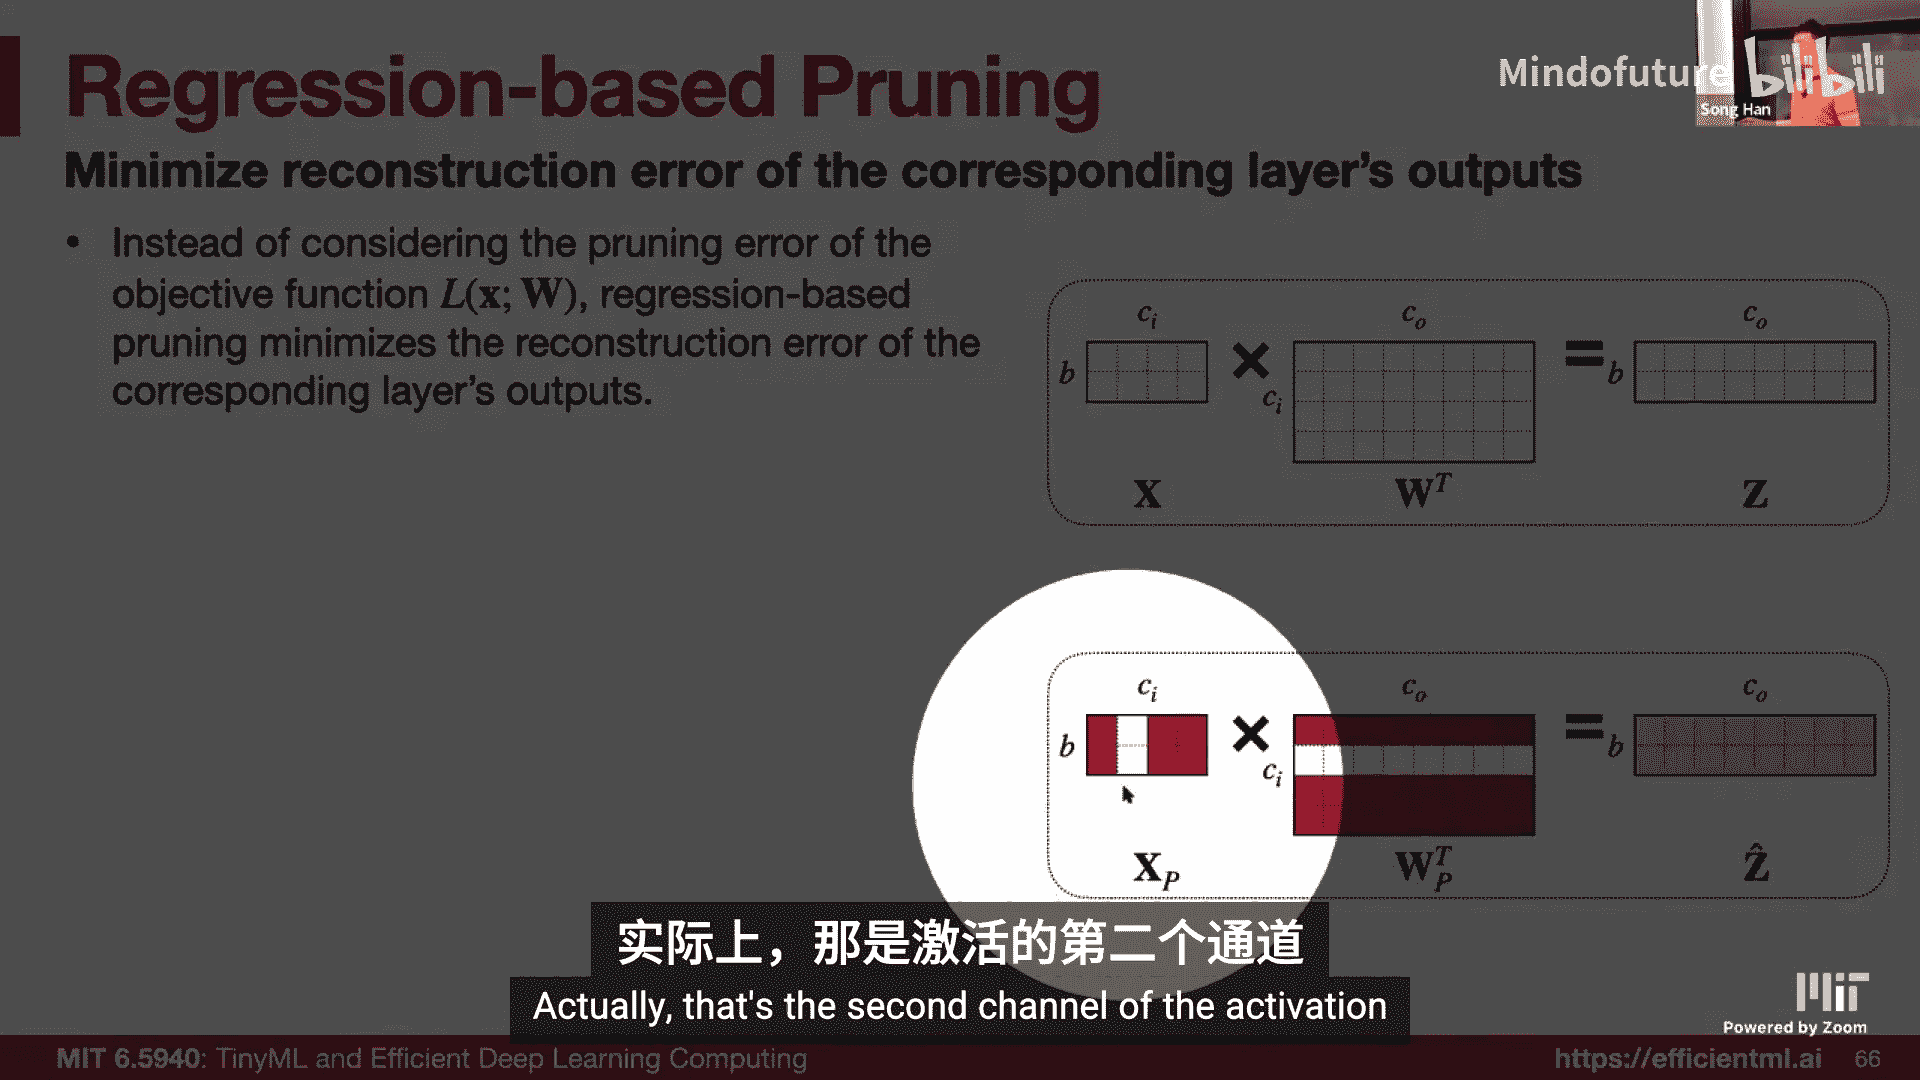 Regression-based Pruning
Mindofuture
bilibili
Song Han
Minimize reconstruction error of the corresponding layer's outputs
• Instead of considering the pruning error of the
objective function L(x; W), regression-based
pruning minimizes the reconstruction error of the
corresponding layer's outputs.
c_i
c_o
c_o
b
×
c_i
=
b
X
W^T
Z
c_i
c_o
c_o
b
×
c_i
=
b
X_P
W_P^T
Ẑ
实际上，那是激活的第二个通道
Actually, that's the second channel of the activation
MIT
Powered by Zoom
MIT 6.5940: TinyML and Efficient Deep Learning Computing
https://efficientml.ai
66